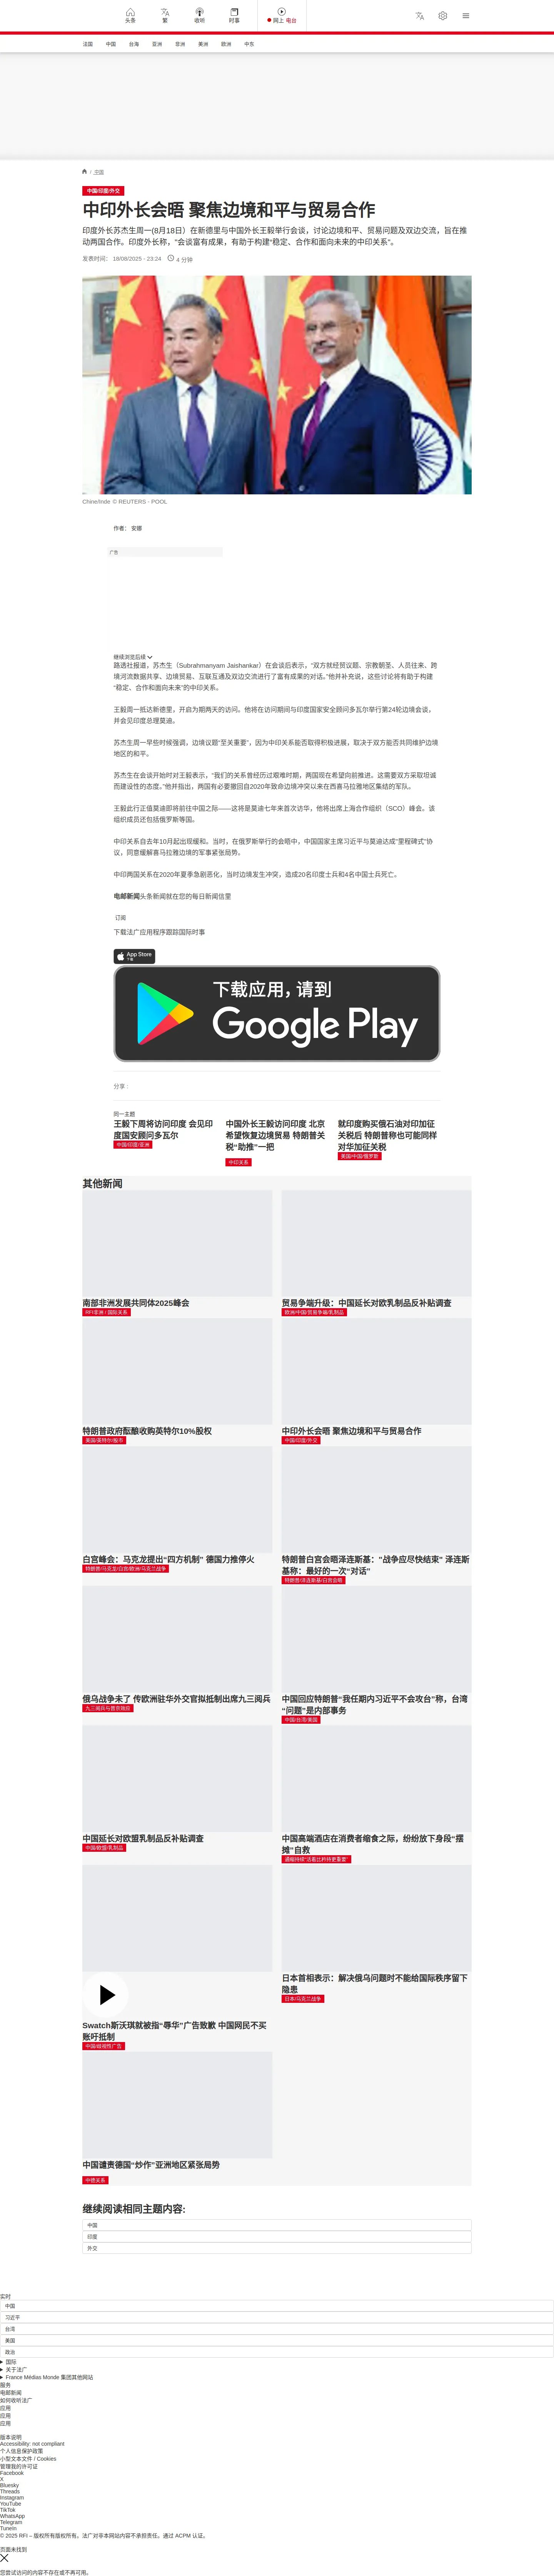 头条
繁
收听
时事
网上 电台
法国
中国
台海
亚洲
非洲
美洲
欧洲
中东
/ 中国
中国/印度/外交
中印外长会晤 聚焦边境和平与贸易合作
印度外长苏杰生周一(8月18日）在新德里与中国外长王毅举行会谈，讨论边境和平、贸易问题及双边交流，旨在推
动两国合作。印度外长称，“会谈富有成果，有助于构建“稳定、合作和面向未来的中印关系”。
发表时间： 18/08/2025 - 23:24
4 分钟
Chine/Inde © REUTERS - POOL
作者： 安娜
广告
继续浏览后续
路透社报道，苏杰生（Subrahmanyam Jaishankar）在会谈后表示，“双方就经贸议题、宗教朝圣、人员往来、跨
境河流数据共享、边境贸易、互联互通及双边交流进行了富有成果的对话。”他并补充说，这些讨论将有助于构建
“稳定、合作和面向未来”的中印关系。
王毅周一抵达新德里，开启为期两天的访问。他将在访问期间与印度国家安全顾问多瓦尔举行第24轮边境会谈，
并会见印度总理莫迪。
苏杰生周一早些时候强调，边境议题“至关重要”，因为中印关系能否取得积极进展，取决于双方能否共同维护边境
地区的和平。
苏杰生在会谈开始时对王毅表示，“我们的关系曾经历过艰难时期，两国现在希望向前推进。这需要双方采取坦诚
而建设性的态度。”他并指出，两国有必要撤回自2020年致命边境冲突以来在西喜马拉雅地区集结的军队。
王毅此行正值莫迪即将前往中国之际——这将是莫迪七年来首次访华，他将出席上海合作组织（SCO）峰会。该
组织成员还包括俄罗斯等国。
中印关系自去年10月起出现缓和。当时，在俄罗斯举行的会晤中，中国国家主席习近平与莫迪达成“里程碑式”协
议，同意缓解喜马拉雅边境的军事紧张局势。
中印两国关系在2020年夏季急剧恶化，当时边境发生冲突，造成20名印度士兵和4名中国士兵死亡。
电邮新闻头条新闻就在您的每日新闻信里
订阅
下载法广应用程序跟踪国际时事
App Store
下载
下载应用，请到
Google Play
分享 :
同一主题
王毅下周将访问印度 会见印
度国安顾问多瓦尔
中国/印度/亚洲
中国外长王毅访问印度 北京
希望恢复边境贸易 特朗普关
税“助推”一把
中印关系
就印度购买俄石油对印加征
关税后 特朗普称也可能同样
对华加征关税
美国/中国/俄罗斯
其他新闻
南部非洲发展共同体2025峰会
RFI非洲 / 国际关系
贸易争端升级：中国延长对欧乳制品反补贴调查
欧洲/中国/贸易争端/乳制品
特朗普政府酝酿收购英特尔10%股权
美国/英特尔/股市
中印外长会晤 聚焦边境和平与贸易合作
中国/印度/外交
白宫峰会：马克龙提出“四方机制” 德国力推停火
特朗普/马克龙/白宫/欧洲/乌克兰战争
特朗普白宫会晤泽连斯基："战争应尽快结束" 泽连斯
基称：最好的一次“对话”
特朗普/泽连斯基/白宫会晤
俄乌战争未了 传欧洲驻华外交官拟抵制出席九三阅兵
九三阅兵与普京拖累
中国回应特朗普“我任期内习近平不会攻台”称，台湾
“问题”是内部事务
中国/台湾/美国
中国延长对欧盟乳制品反补贴调查
中国/欧盟/乳制品
中国高端酒店在消费者缩食之际，纷纷放下身段“摆
摊”自救
通缩持续“活着比矜持更重要”
Swatch斯沃琪就被指“辱华”广告致歉 中国网民不买
账吁抵制
中国/歧视性广告
日本首相表示：解决俄乌问题时不能给国际秩序留下
隐患
日本/乌克兰战争
中国谴责德国“炒作”亚洲地区紧张局势
中德关系
继续阅读相同主题内容:
中国
印度
外交
实时
中国
习近平
台湾
美国
政治
国际
关于法广
France Médias Monde 集团其他网站
服务
电邮新闻
如何收听法广
应用
应用
应用
版本说明
Accessibility: not compliant
个人信息保护政策
小型文本文件 / Cookies
管理我的许可证
Facebook
X
Bluesky
Threads
Instagram
YouTube
TikTok
WhatsApp
Telegram
TuneIn
© 2025 RFI – 版权所有版权所有。法广对非本网站内容不承担责任。通过 ACPM 认证。
页面未找到
您尝试访问的内容不存在或不再可用。